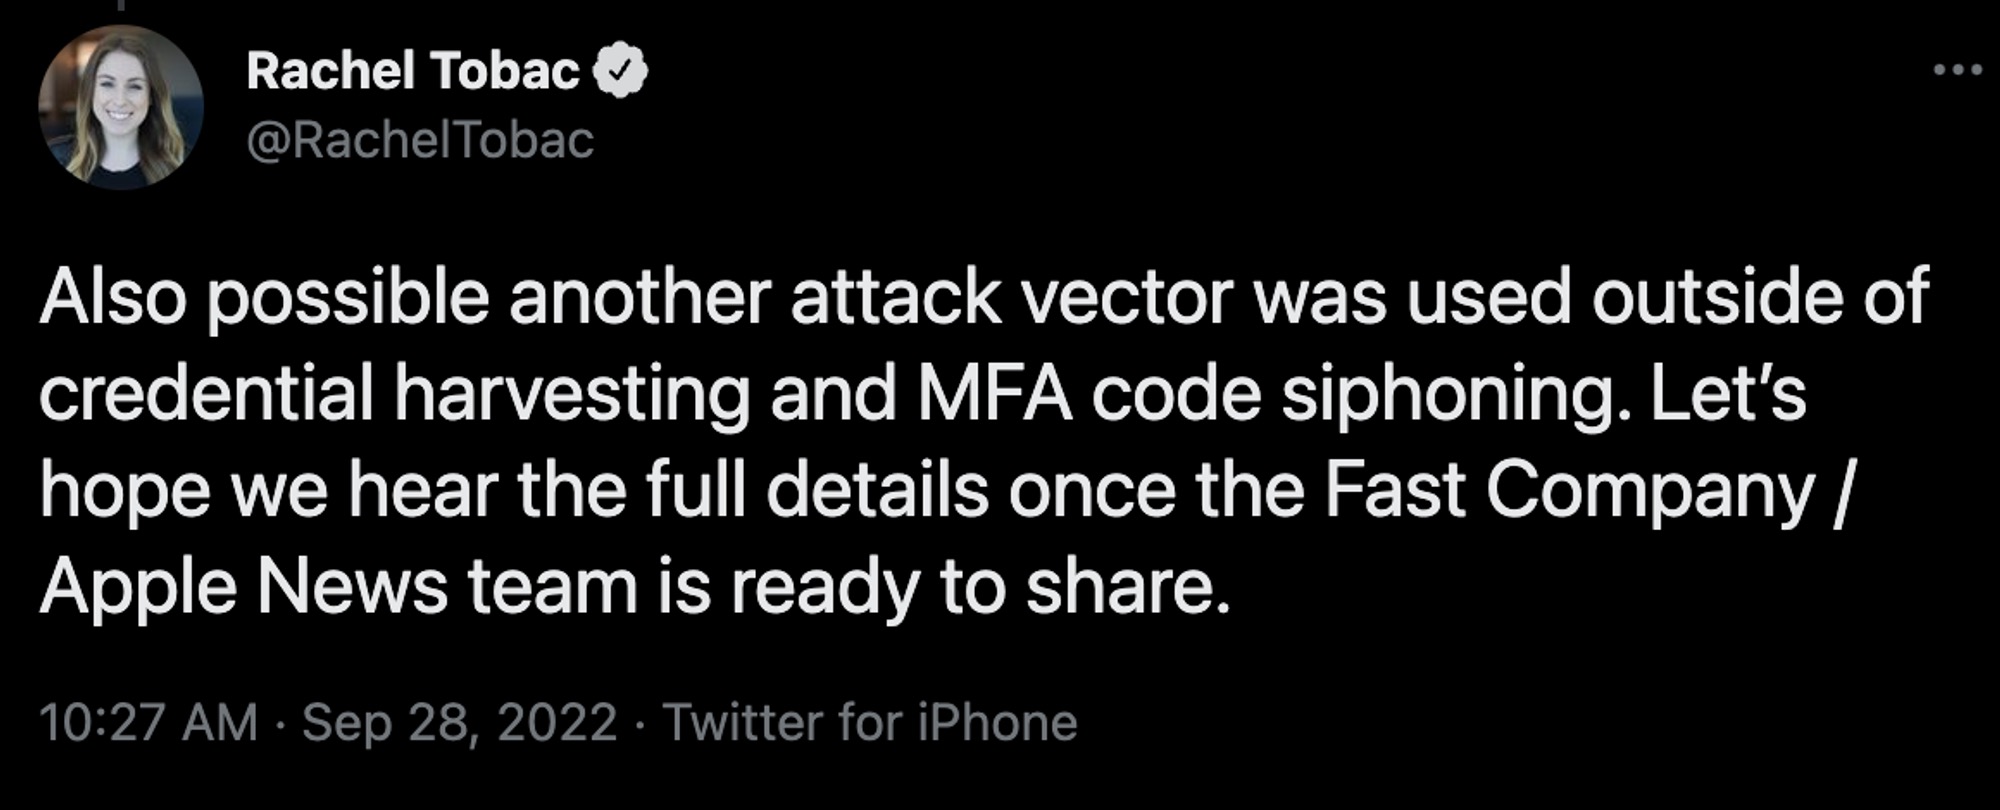 Rachel Tobac
@RachelTobac
Also possible another attack vector was used outside of
credential harvesting and MFA code siphoning. Let’s
hope we hear the full details once the Fast Company /
Apple News team is ready to share.
10:27 AM · Sep 28, 2022 · Twitter for iPhone